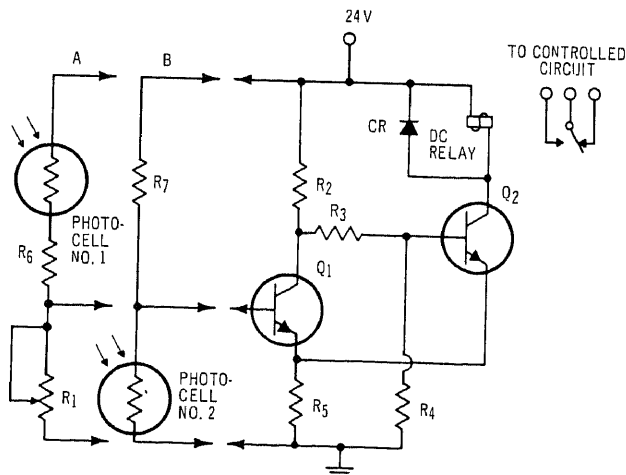 24V
A
B
TO CONTROLLED
CIRCUIT
CR
DC
RELAY
R7
R2
R3
Q2
PHOTO-
CELL
NO. 1
R6
Q1
R1
PHOTO-
CELL
NO. 2
R5
R4